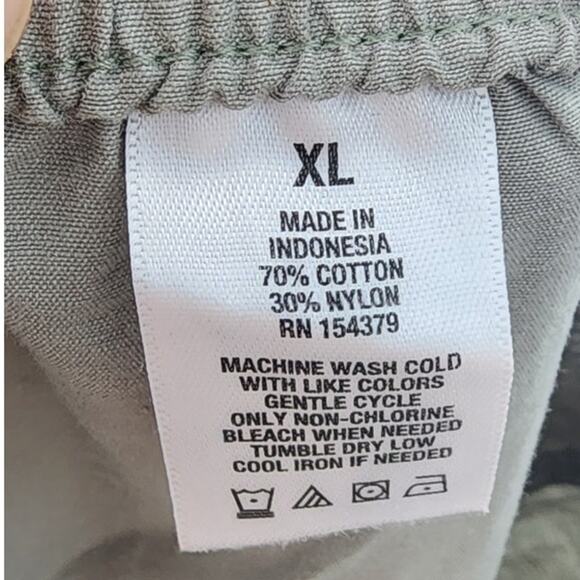 XL
MADE IN
INDONESIA
70% COTTON
30% NYLON
RN 154379
MACHINE WASH COLD
WITH LIKE COLORS
GENTLE CYCLE
ONLY NON-CHLORINE
BLEACH WHEN NEEDED
TUMBLE DRY LOW
COOL IRON IF NEEDED